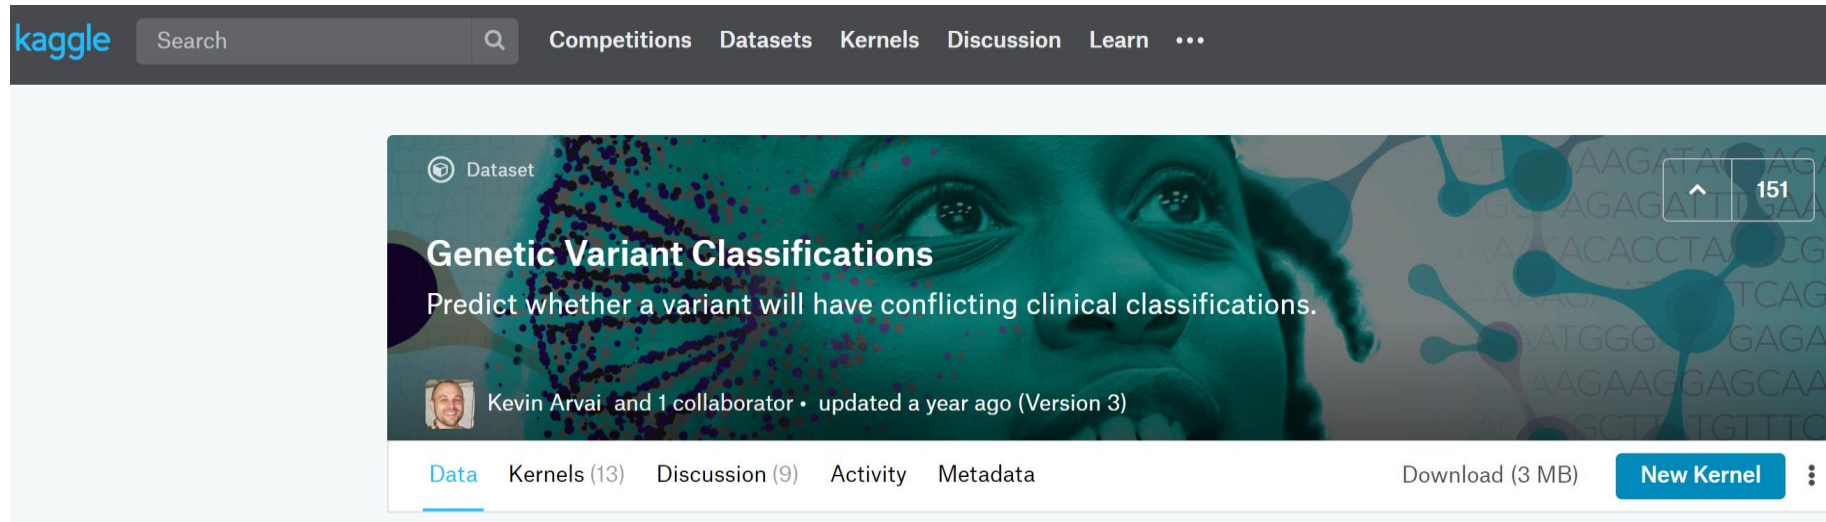 kaggle Search Competitions Datasets Kernels Discussion Learn •••
Dataset
151
Genetic Variant Classifications
Predict whether a variant will have conflicting clinical classifications.
Kevin Arvai and 1 collaborator • updated a year ago (Version 3)
Data Kernels (13) Discussion (9) Activity Metadata Download (3 MB) New Kernel